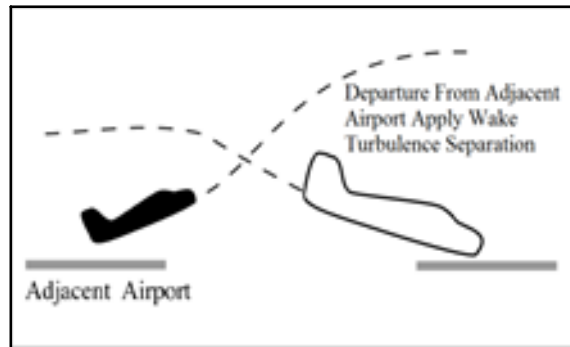 Departure From Adjacent
Airport Apply Wake
Turbulence Separation
Adjacent Airport